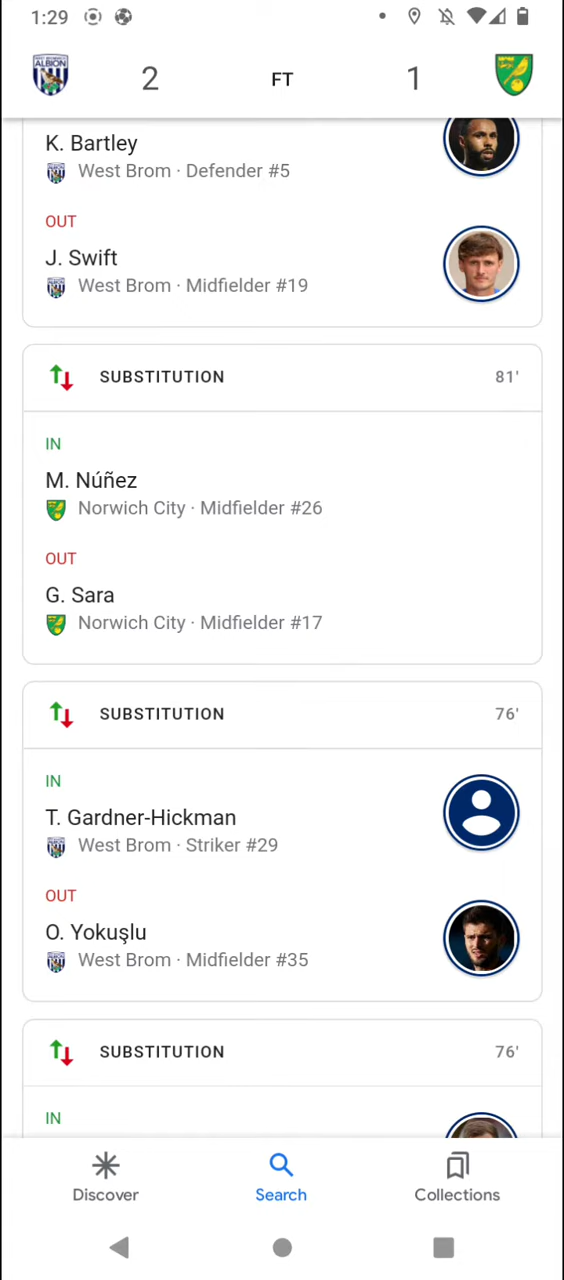 1:29
2 FT 1
K. Bartley
West Brom · Defender #5
OUT
J. Swift
West Brom · Midfielder #19
SUBSTITUTION 81'
IN
M. Núñez
Norwich City · Midfielder #26
OUT
G. Sara
Norwich City · Midfielder #17
SUBSTITUTION 76'
IN
T. Gardner-Hickman
West Brom · Striker #29
OUT
O. Yokuşlu
West Brom · Midfielder #35
SUBSTITUTION 76'
IN
Discover Search Collections